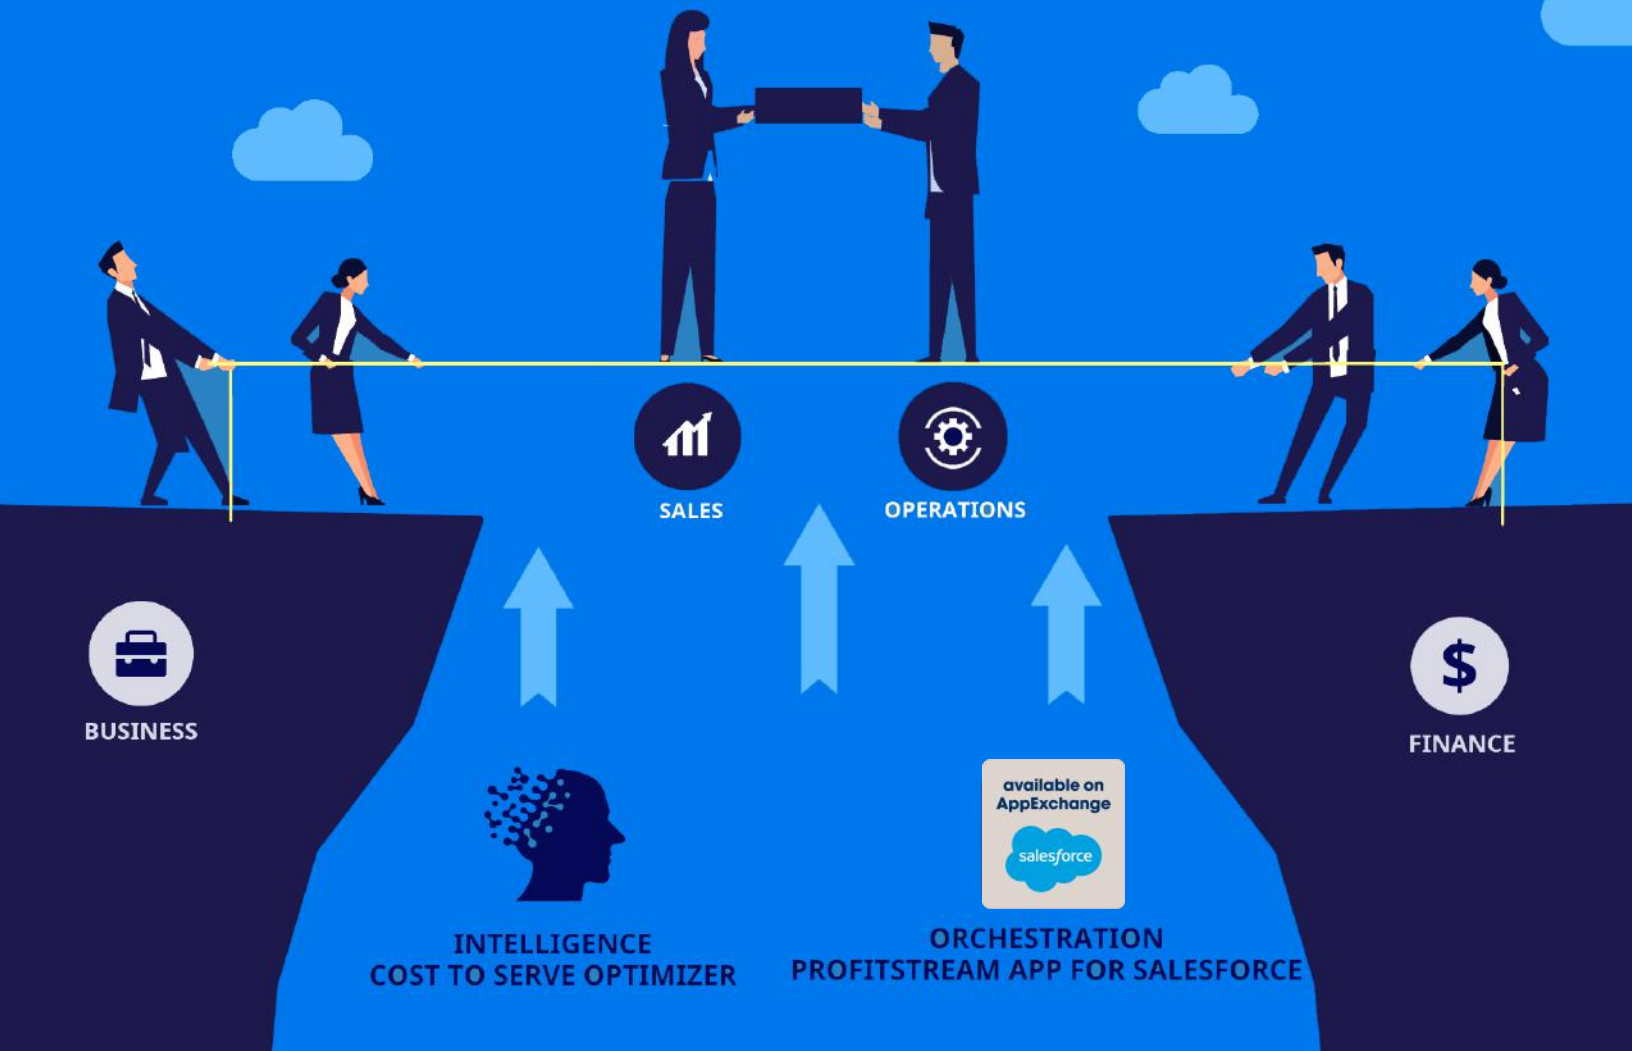 SALES
OPERATIONS
BUSINESS
$
FINANCE
available on
AppExchange
salesforce
INTELLIGENCE
COST TO SERVE OPTIMIZER
ORCHESTRATION
PROFITSTREAM APP FOR SALESFORCE